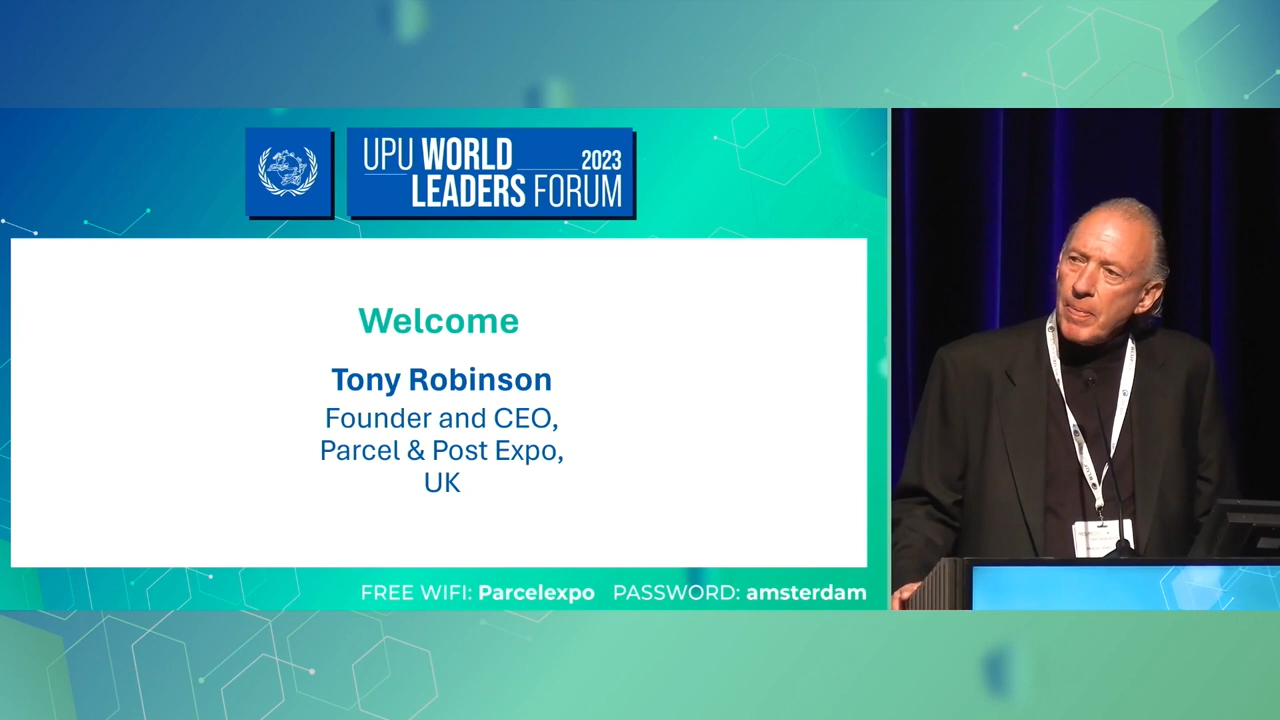 UPU WORLD 2023
LEADERS FORUM
Welcome
Tony Robinson
Founder and CEO,
Parcel & Post Expo,
UK
FREE WIFI: Parcelexpo PASSWORD: amsterdam